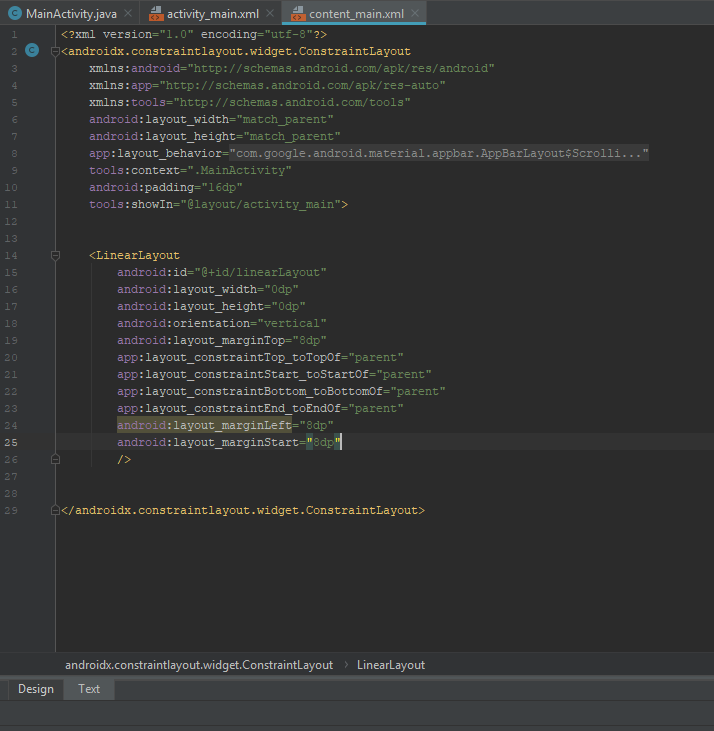 MainActivity.java × activity_main.xml × content_main.xml ×
1 <?xml version="1.0" encoding="utf-8"?>
2 <androidx.constraintlayout.widget.ConstraintLayout
3 xmlns:android="http://schemas.android.com/apk/res/android"
4 xmlns:app="http://schemas.android.com/apk/res-auto"
5 xmlns:tools="http://schemas.android.com/tools"
6 android:layout_width="match_parent"
7 android:layout_height="match_parent"
8 app:layout_behavior="com.google.android.material.appbar.AppBarLayout$Scrolli..."
9 tools:context=".MainActivity"
10 android:padding="16dp"
11 tools:showIn="@layout/activity_main">
12
13
14 <LinearLayout
15 android:id="@+id/linearLayout"
16 android:layout_width="0dp"
17 android:layout_height="0dp"
18 android:orientation="vertical"
19 android:layout_marginTop="8dp"
20 app:layout_constraintTop_toTopOf="parent"
21 app:layout_constraintStart_toStartOf="parent"
22 app:layout_constraintBottom_toBottomOf="parent"
23 app:layout_constraintEnd_toEndOf="parent"
24 android:layout_marginLeft="8dp"
25 android:layout_marginStart="8dp"
26 />
27
28
29 </androidx.constraintlayout.widget.ConstraintLayout>
androidx.constraintlayout.widget.ConstraintLayout › LinearLayout
Design Text